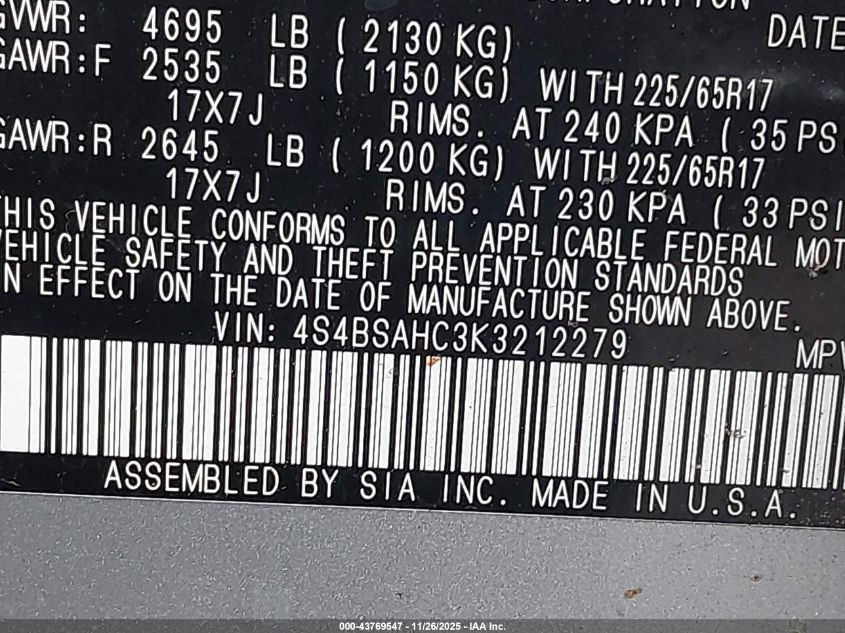 GVWR: 4695 LB ( 2130 KG) DATE
GAWR:F 2535 LB ( 1150 KG) WITH 225/65R17
17X7J RIMS. AT 240 KPA ( 35 PS
GAWR:R 2645 LB ( 1200 KG) WITH 225/65R17
17X7J RIMS. AT 230 KPA ( 33 PSI
THIS VEHICLE CONFORMS TO ALL APPLICABLE FEDERAL MOT
VEHICLE SAFETY AND THEFT PREVENTION STANDARDS
IN EFFECT ON THE DATE OF MANUFACTURE SHOWN ABOVE.
VIN: 4S4BSAHC3K3212279 MPV
ASSEMBLED BY SIA INC. MADE IN U.S.A.
000-43769547 - 11/26/2025 - IAA Inc.